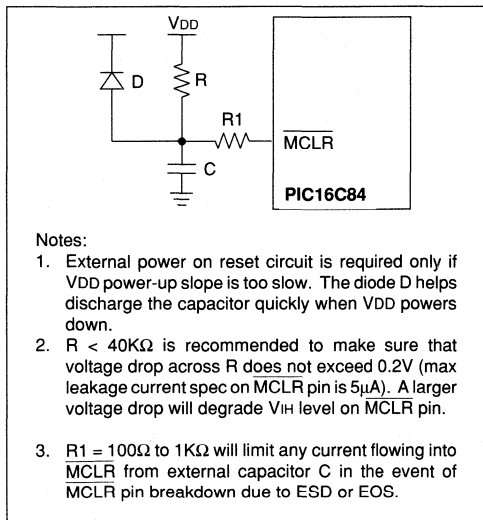 VDD
D
R
R1
MCLR
C
PIC16C84
Notes:
1. External power on reset circuit is required only if
VDD power-up slope is too slow. The diode D helps
discharge the capacitor quickly when VDD powers
down.
2. R < 40KΩ is recommended to make sure that
voltage drop across R does not exceed 0.2V (max
leakage current spec on MCLR pin is 5μA). A larger
voltage drop will degrade VIH level on MCLR pin.
3. R1 = 100Ω to 1KΩ will limit any current flowing into
MCLR from external capacitor C in the event of
MCLR pin breakdown due to ESD or EOS.